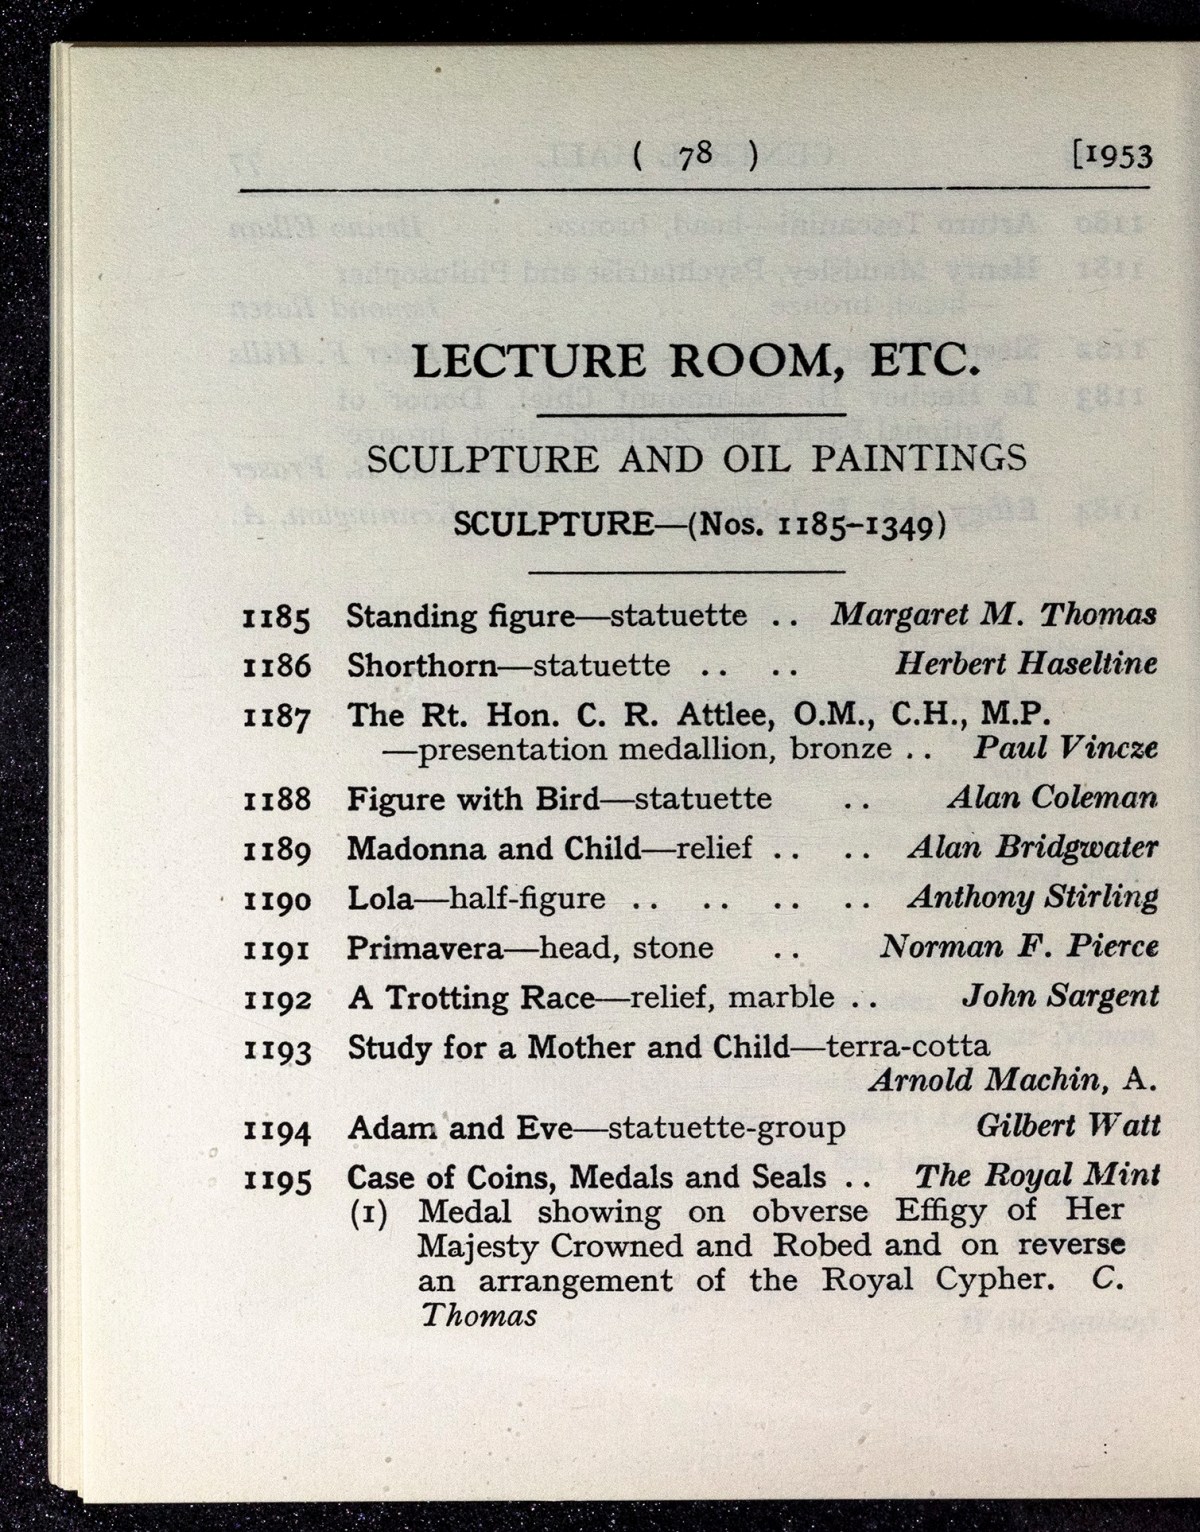 ( 78 ) [1953
LECTURE ROOM, ETC.
SCULPTURE AND OIL PAINTINGS
SCULPTURE—(Nos. 1185–1349)
1185 Standing figure—statuette .. Margaret M. Thomas
1186 Shorthorn—statuette .. .. Herbert Haseltine
1187 The Rt. Hon. C. R. Attlee, O.M., C.H., M.P.
—presentation medallion, bronze .. Paul Vincze
1188 Figure with Bird—statuette .. Alan Coleman
1189 Madonna and Child—relief .. .. Alan Bridgwater
1190 Lola—half-figure .. .. .. .. Anthony Stirling
1191 Primavera—head, stone .. Norman F. Pierce
1192 A Trotting Race—relief, marble .. John Sargent
1193 Study for a Mother and Child—terra-cotta
Arnold Machin, A.
1194 Adam and Eve—statuette-group Gilbert Watt
1195 Case of Coins, Medals and Seals .. The Royal Mint
(1) Medal showing on obverse Effigy of Her
Majesty Crowned and Robed and on reverse
an arrangement of the Royal Cypher. C.
Thomas